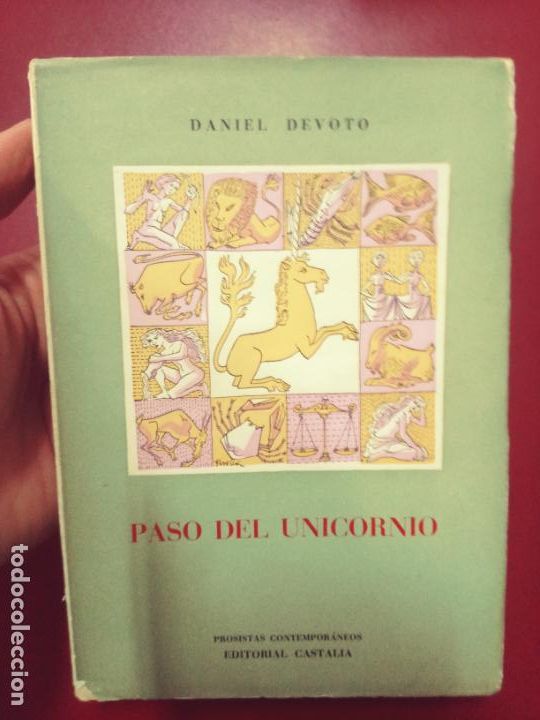 DANIEL DEVOTO
PASO DEL UNICORNIO
PROSISTAS CONTEMPORÁNEOS
EDITORIAL CASTALIA
todocoleccion